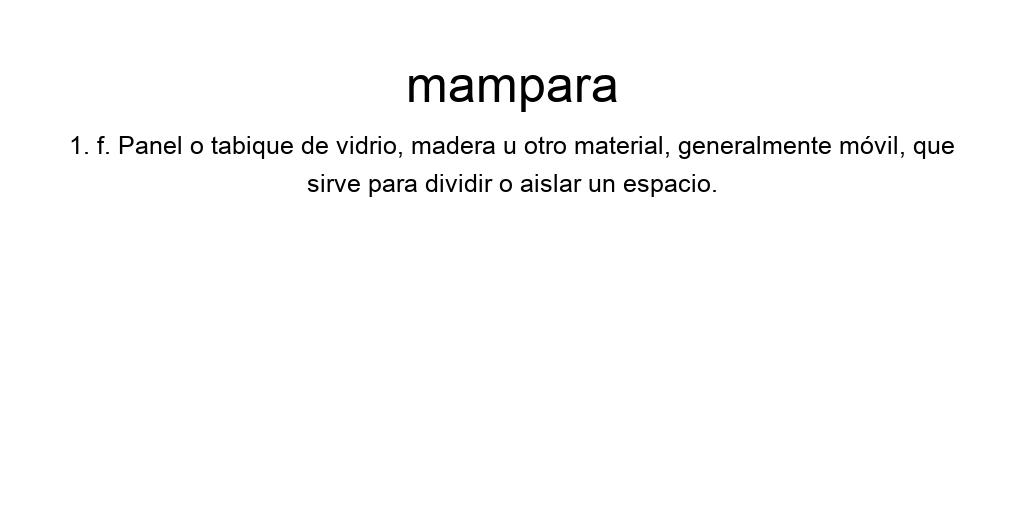 mampara
1. f. Panel o tabique de vidrio, madera u otro material, generalmente móvil, que
sirve para dividir o aislar un espacio.